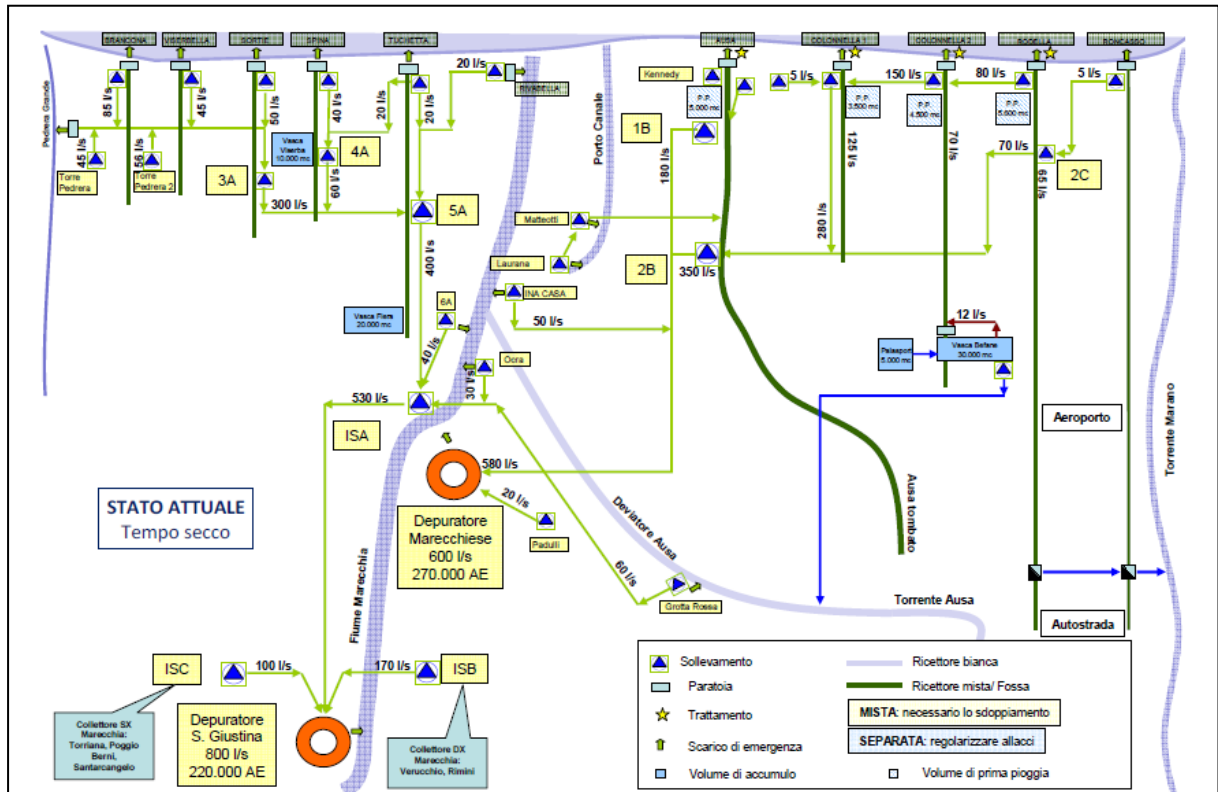 BRANCONA
VISERBELLA
SORTIE
SPINA
TURCHETTA
AUSA
COLONNELLA 1
COLONNELLA 2
RODELLA
RONCASSO
RIVABELLA
Pedrera Grande
85 l/s
45 l/s
50 l/s
40 l/s
20 l/s
20 l/s
20 l/s
Kennedy
5 l/s
150 l/s
80 l/s
5 l/s
P.P.
5.000 mc
P.P.
3.500 mc
P.P.
4.500 mc
P.P.
5.600 mc
45 l/s
56 l/s
Torre
Pedrera
Torre
Pedrera 2
3A
Vasca
Viserba
10.000 mc
4A
60 l/s
300 l/s
5A
400 l/s
Porto Canale
1B
180 l/s
125 l/s
70 l/s
70 l/s
65 l/s
2C
Matteotti
Laurana
2B
350 l/s
280 l/s
INA CASA
50 l/s
Vasca Fiera
20.000 mc
6A
40 l/s
Ocra
30 l/s
12 l/s
Palasport
5.000 mc
Vasca Befane
30.000 mc
Aeroporto
Torrente Marano
530 l/s
ISA
580 l/s
20 l/s
Padulli
STATO ATTUALE
Tempo secco
Depuratore
Marecchiese
600 l/s
270.000 AE
Fiume Marecchia
Deviatore Ausa
Ausa tombato
60 l/s
Grotta Rossa
Torrente Ausa
Autostrada
ISC
100 l/s
170 l/s
ISB
Collettore SX
Marecchia:
Torriana, Poggio
Berni,
Santarcangelo
Depuratore
S. Giustina
800 l/s
220.000 AE
Collettore DX
Marecchia:
Verucchio, Rimini
Sollevamento
Ricettore bianca
Paratoia
Ricettore mista/ Fossa
Trattamento
MISTA: necessario lo sdoppiamento
Scarico di emergenza
SEPARATA: regolarizzare allacci
Volume di accumulo
Volume di prima pioggia